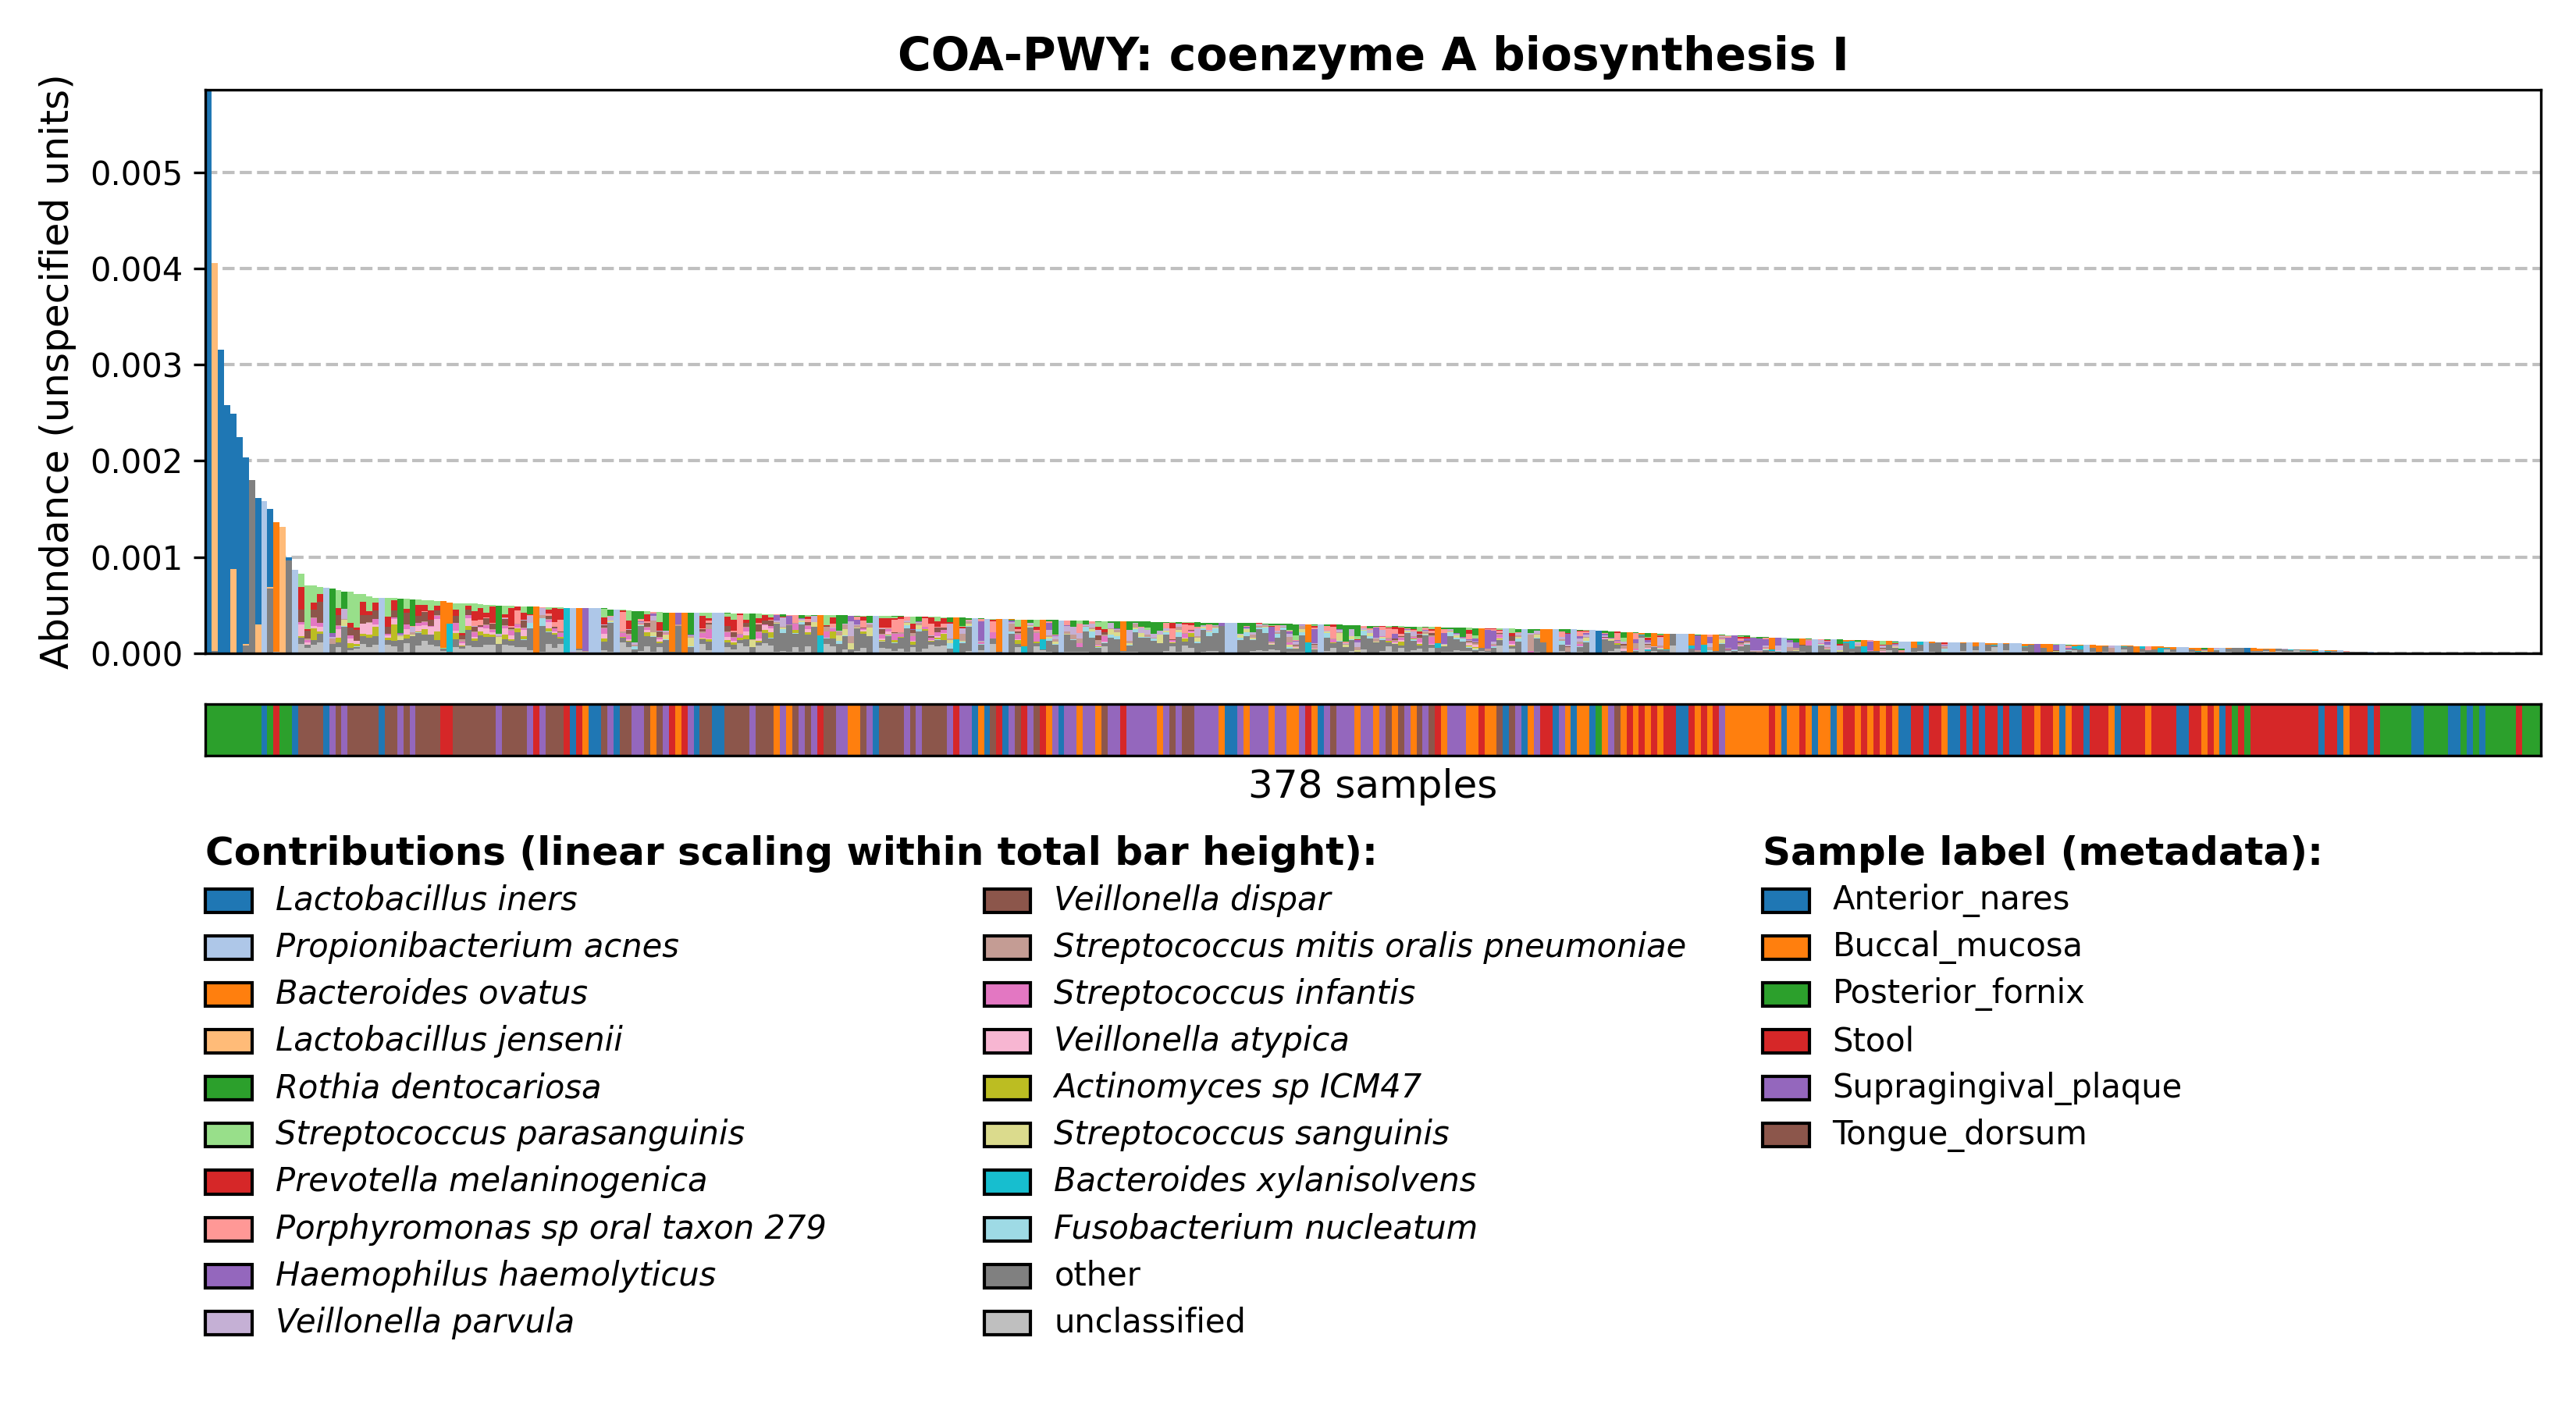 COA-PWY: coenzyme A biosynthesis I
Abundance (unspecified units)
0.005
0.004
0.003
0.002
0.001
0.000
378 samples
Contributions (linear scaling within total bar height):
Lactobacillus iners
Propionibacterium acnes
Bacteroides ovatus
Lactobacillus jensenii
Rothia dentocariosa
Streptococcus parasanguinis
Prevotella melaninogenica
Porphyromonas sp oral taxon 279
Haemophilus haemolyticus
Veillonella parvula
Veillonella dispar
Streptococcus mitis oralis pneumoniae
Streptococcus infantis
Veillonella atypica
Actinomyces sp ICM47
Streptococcus sanguinis
Bacteroides xylanisolvens
Fusobacterium nucleatum
other
unclassified
Sample label (metadata):
Anterior_nares
Buccal_mucosa
Posterior_fornix
Stool
Supragingival_plaque
Tongue_dorsum